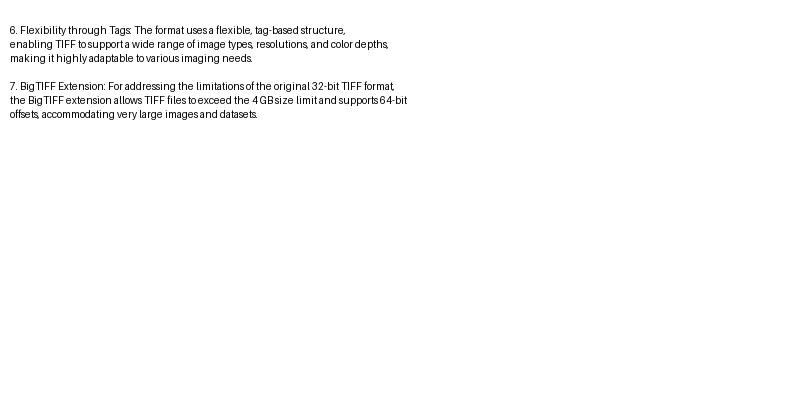 6. Flexibility through Tags: The format uses a flexible, tag-based structure,
enabling TIFF to support a wide range of image types, resolutions, and color depths,
making it highly adaptable to various imaging needs.
7. BigTIFF Extension: For addressing the limitations of the original 32-bit TIFF format,
the BigTIFF extension allows TIFF files to exceed the 4 GB size limit and supports 64-bit
offsets, accommodating very large images and datasets.